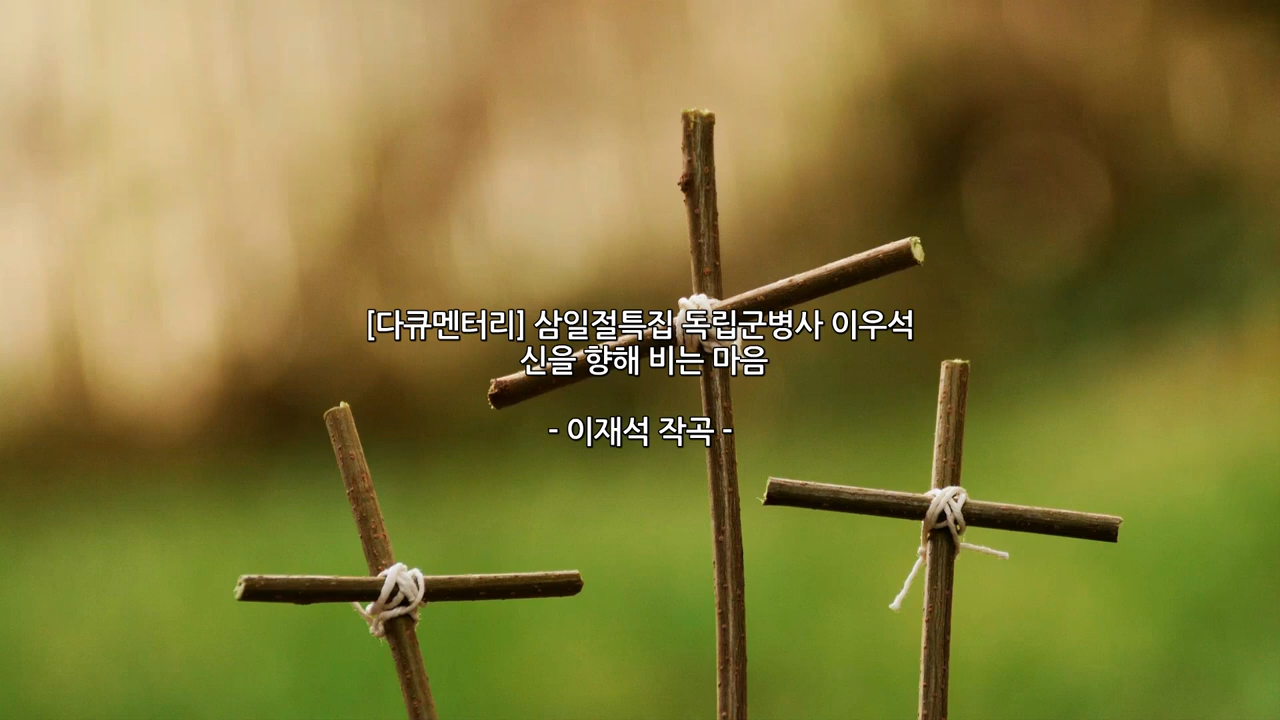 [다큐멘터리] 삼일절특집 독립군병사 이우석
신을 향해 비는 마음
- 이재석 작곡 -